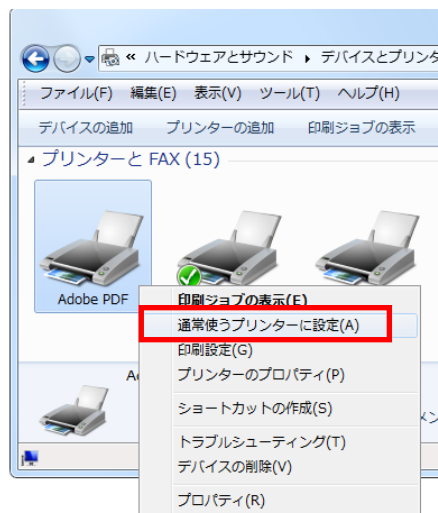 « ハードウェアとサウンド ▸ デバイスとプリンタ
ファイル(F) 編集(E) 表示(V) ツール(T) ヘルプ(H)
デバイスの追加 プリンターの追加 印刷ジョブの表示
プリンターと FAX (15)
Adobe PDF
印刷ジョブの表示(E)
通常使うプリンターに設定(A)
印刷設定(G)
プリンターのプロパティ(P)
ショートカットの作成(S)
トラブルシューティング(T)
デバイスの削除(V)
プロパティ(R)